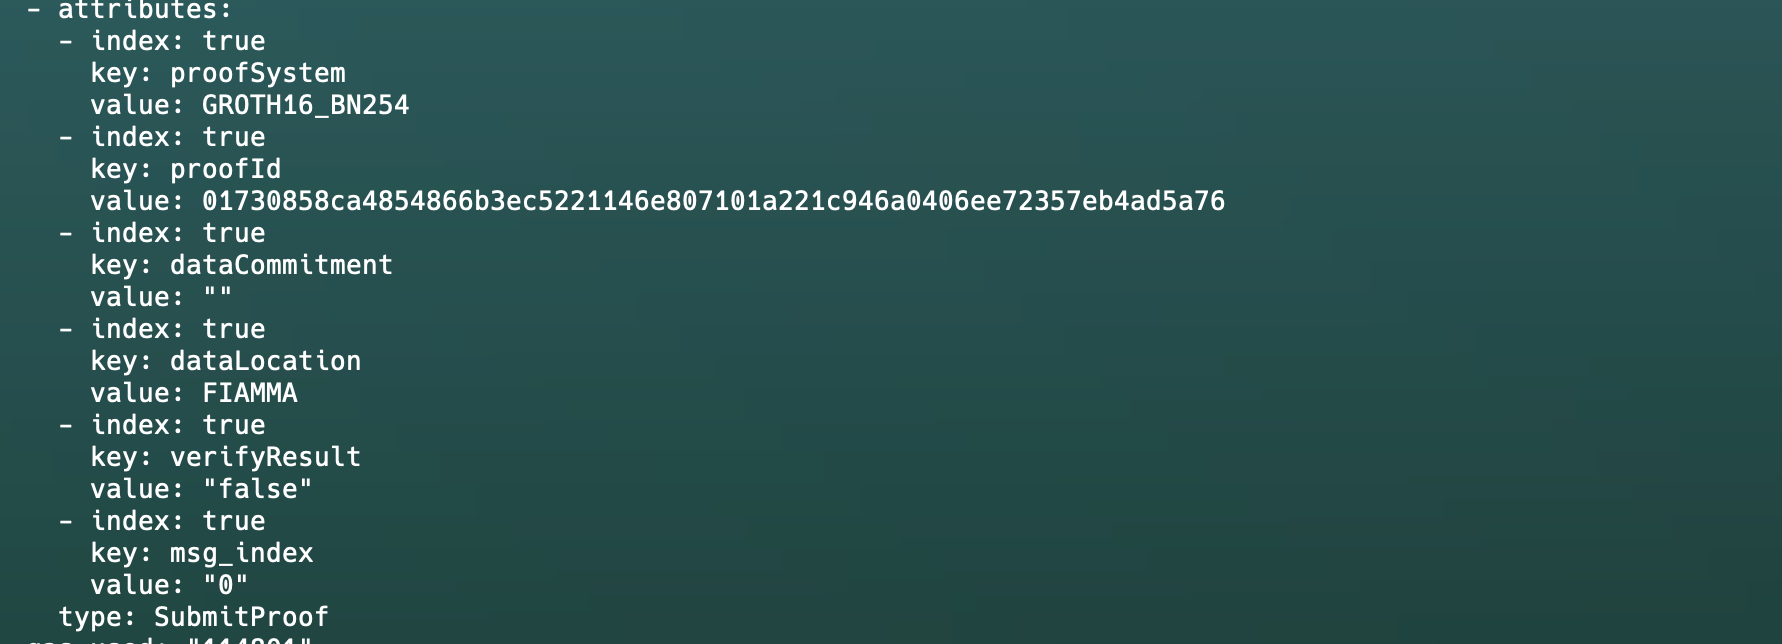 - attributes:
- index: true
key: proofSystem
value: GROTH16_BN254
- index: true
key: proofId
value: 01730858ca4854866b3ec5221146e807101a221c946a0406ee72357eb4ad5a76
- index: true
key: dataCommitment
value: ""
- index: true
key: dataLocation
value: FIAMMA
- index: true
key: verifyResult
value: "false"
- index: true
key: msg_index
value: "0"
type: SubmitProof